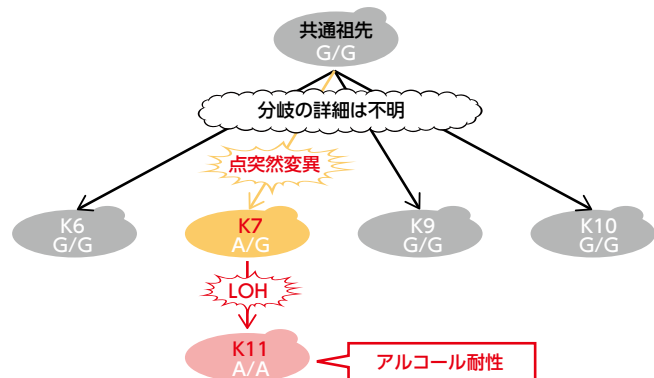 共通祖先
G/G
分岐の詳細は不明
点突然変異
K6
G/G
K7
A/G
K9
G/G
K10
G/G
LOH
K11
A/A
アルコール耐性